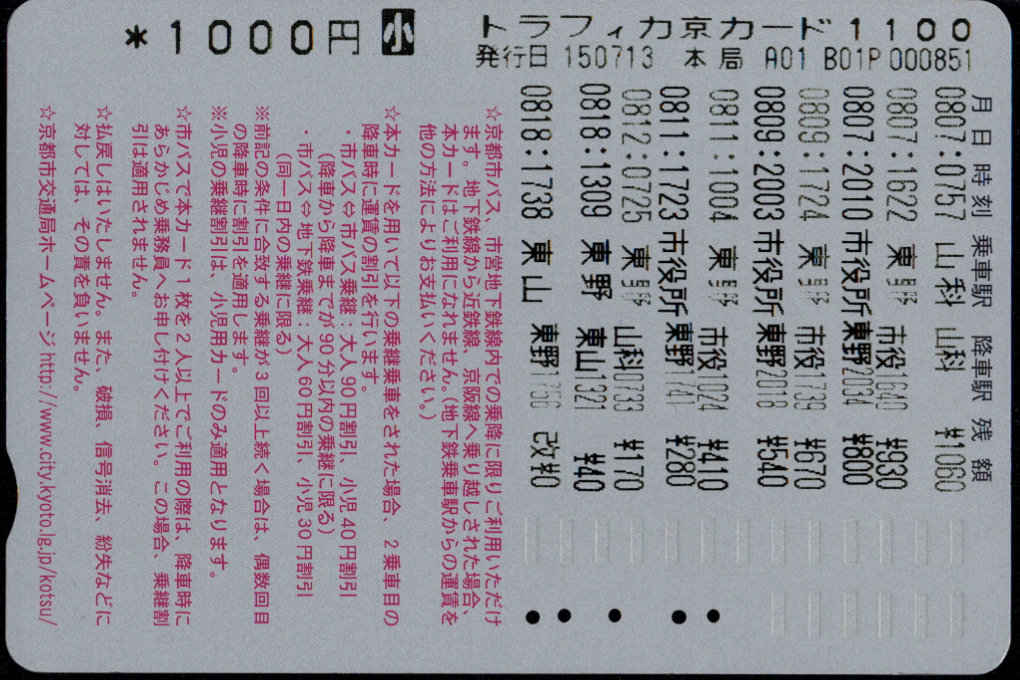 ＊1000円 小 トラフィカ京カード1100
発行日 150713 本局 A01 B01P 000851
月日 時刻 乗車駅 降車駅 残額
0807:0757 山科 山科 ¥1060
0807:1622 東野 市役1640 ¥930
0807:2010 市役所 東野2034 ¥800
0809:1724 東野 市役1739 ¥670
0809:2003 市役所 東野2018 ¥540
0811:1004 東野 市役1024 ¥410
0811:1723 市役所 東野1741 ¥280
0812:0725 東野 山科0733 ¥170
0818:1309 東野 東山1321 ¥40
0818:1738 東山 東野1756 改¥0
☆京都市バス、市営地下鉄線内での乗降に限りご利用いただけ
ます。地下鉄線から近鉄線、京阪線へ乗り越しされた場合、
本カードはご利用になれません。（地下鉄乗車駅からの運賃を
他の方法によりお支払いください。）
☆本カードを用いて以下の乗継乗車をされた場合、2乗車目の
降車時に運賃の割引を行います。
・市バス⇔市バス乗継：大人90円割引、小児40円割引
（降車から降車までが90分以内の乗継に限る）
・市バス⇔地下鉄乗継：大人60円割引、小児30円割引
（同一日内の乗継に限る）
※前記の条件に合致する乗継が3回以上続く場合は、偶数回目
の降車時に割引を適用します。
※小児の乗継割引は、小児用カードのみ適用となります。
☆市バスで本カード1枚を2人以上でご利用の際は、降車時に
あらかじめ乗務員へお申し付けください。この場合、乗継割
引は適用されません。
☆払戻しはいたしません。また、破損、信号消去、紛失などに
対しては、その責を負いません。
☆京都市交通局ホームページ http://www.city.kyoto.lg.jp/kotsu/